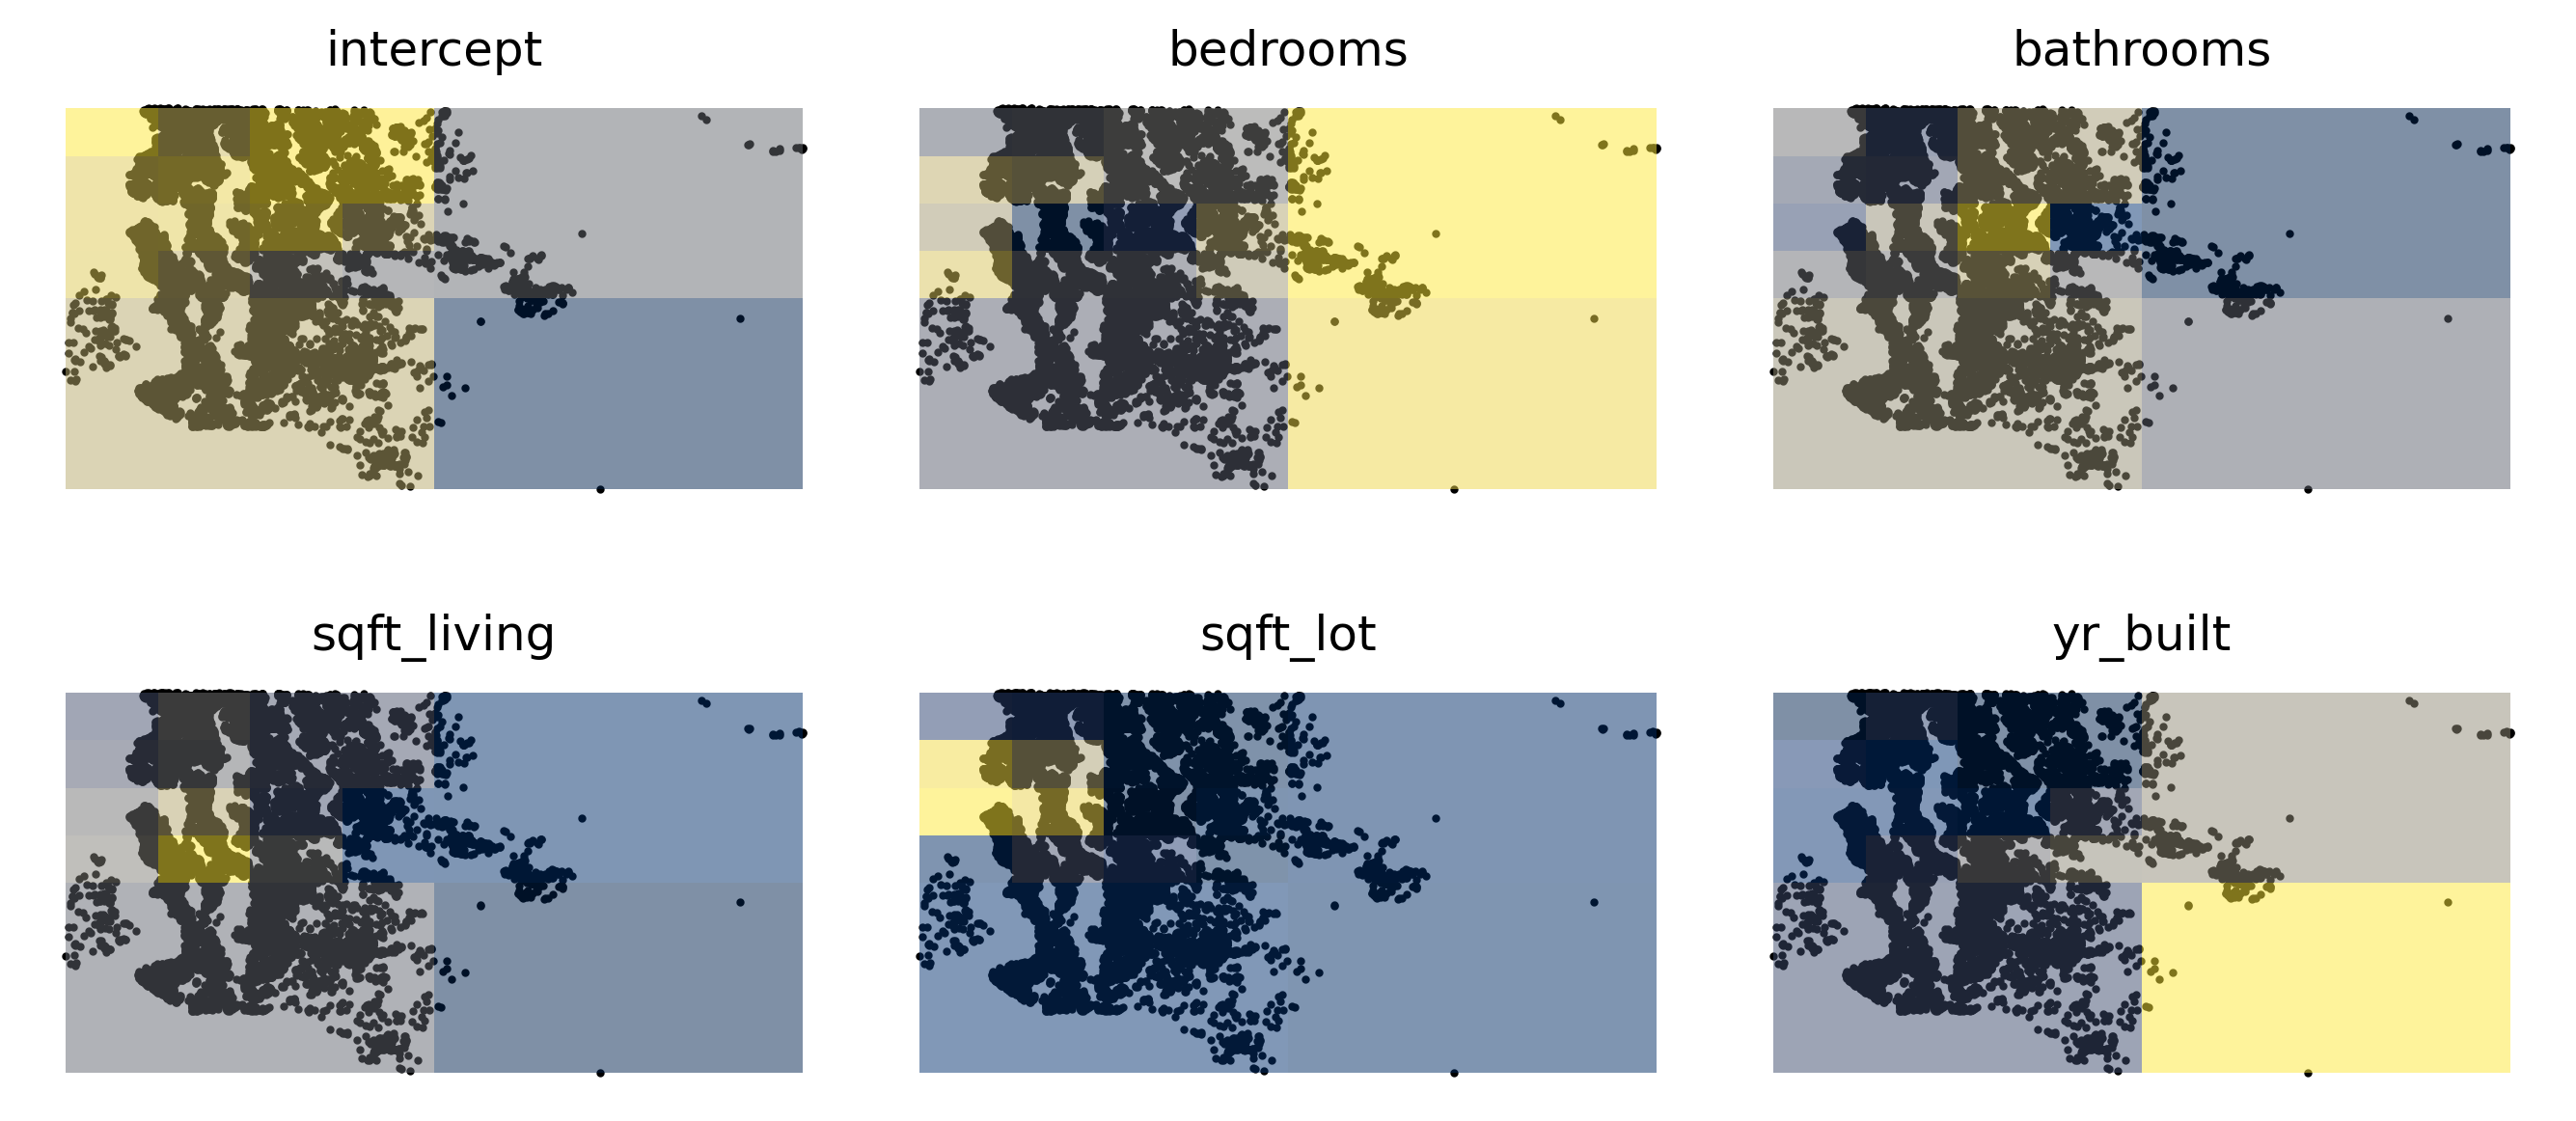 intercept
bedrooms
bathrooms
sqft_living
sqft_lot
yr_built